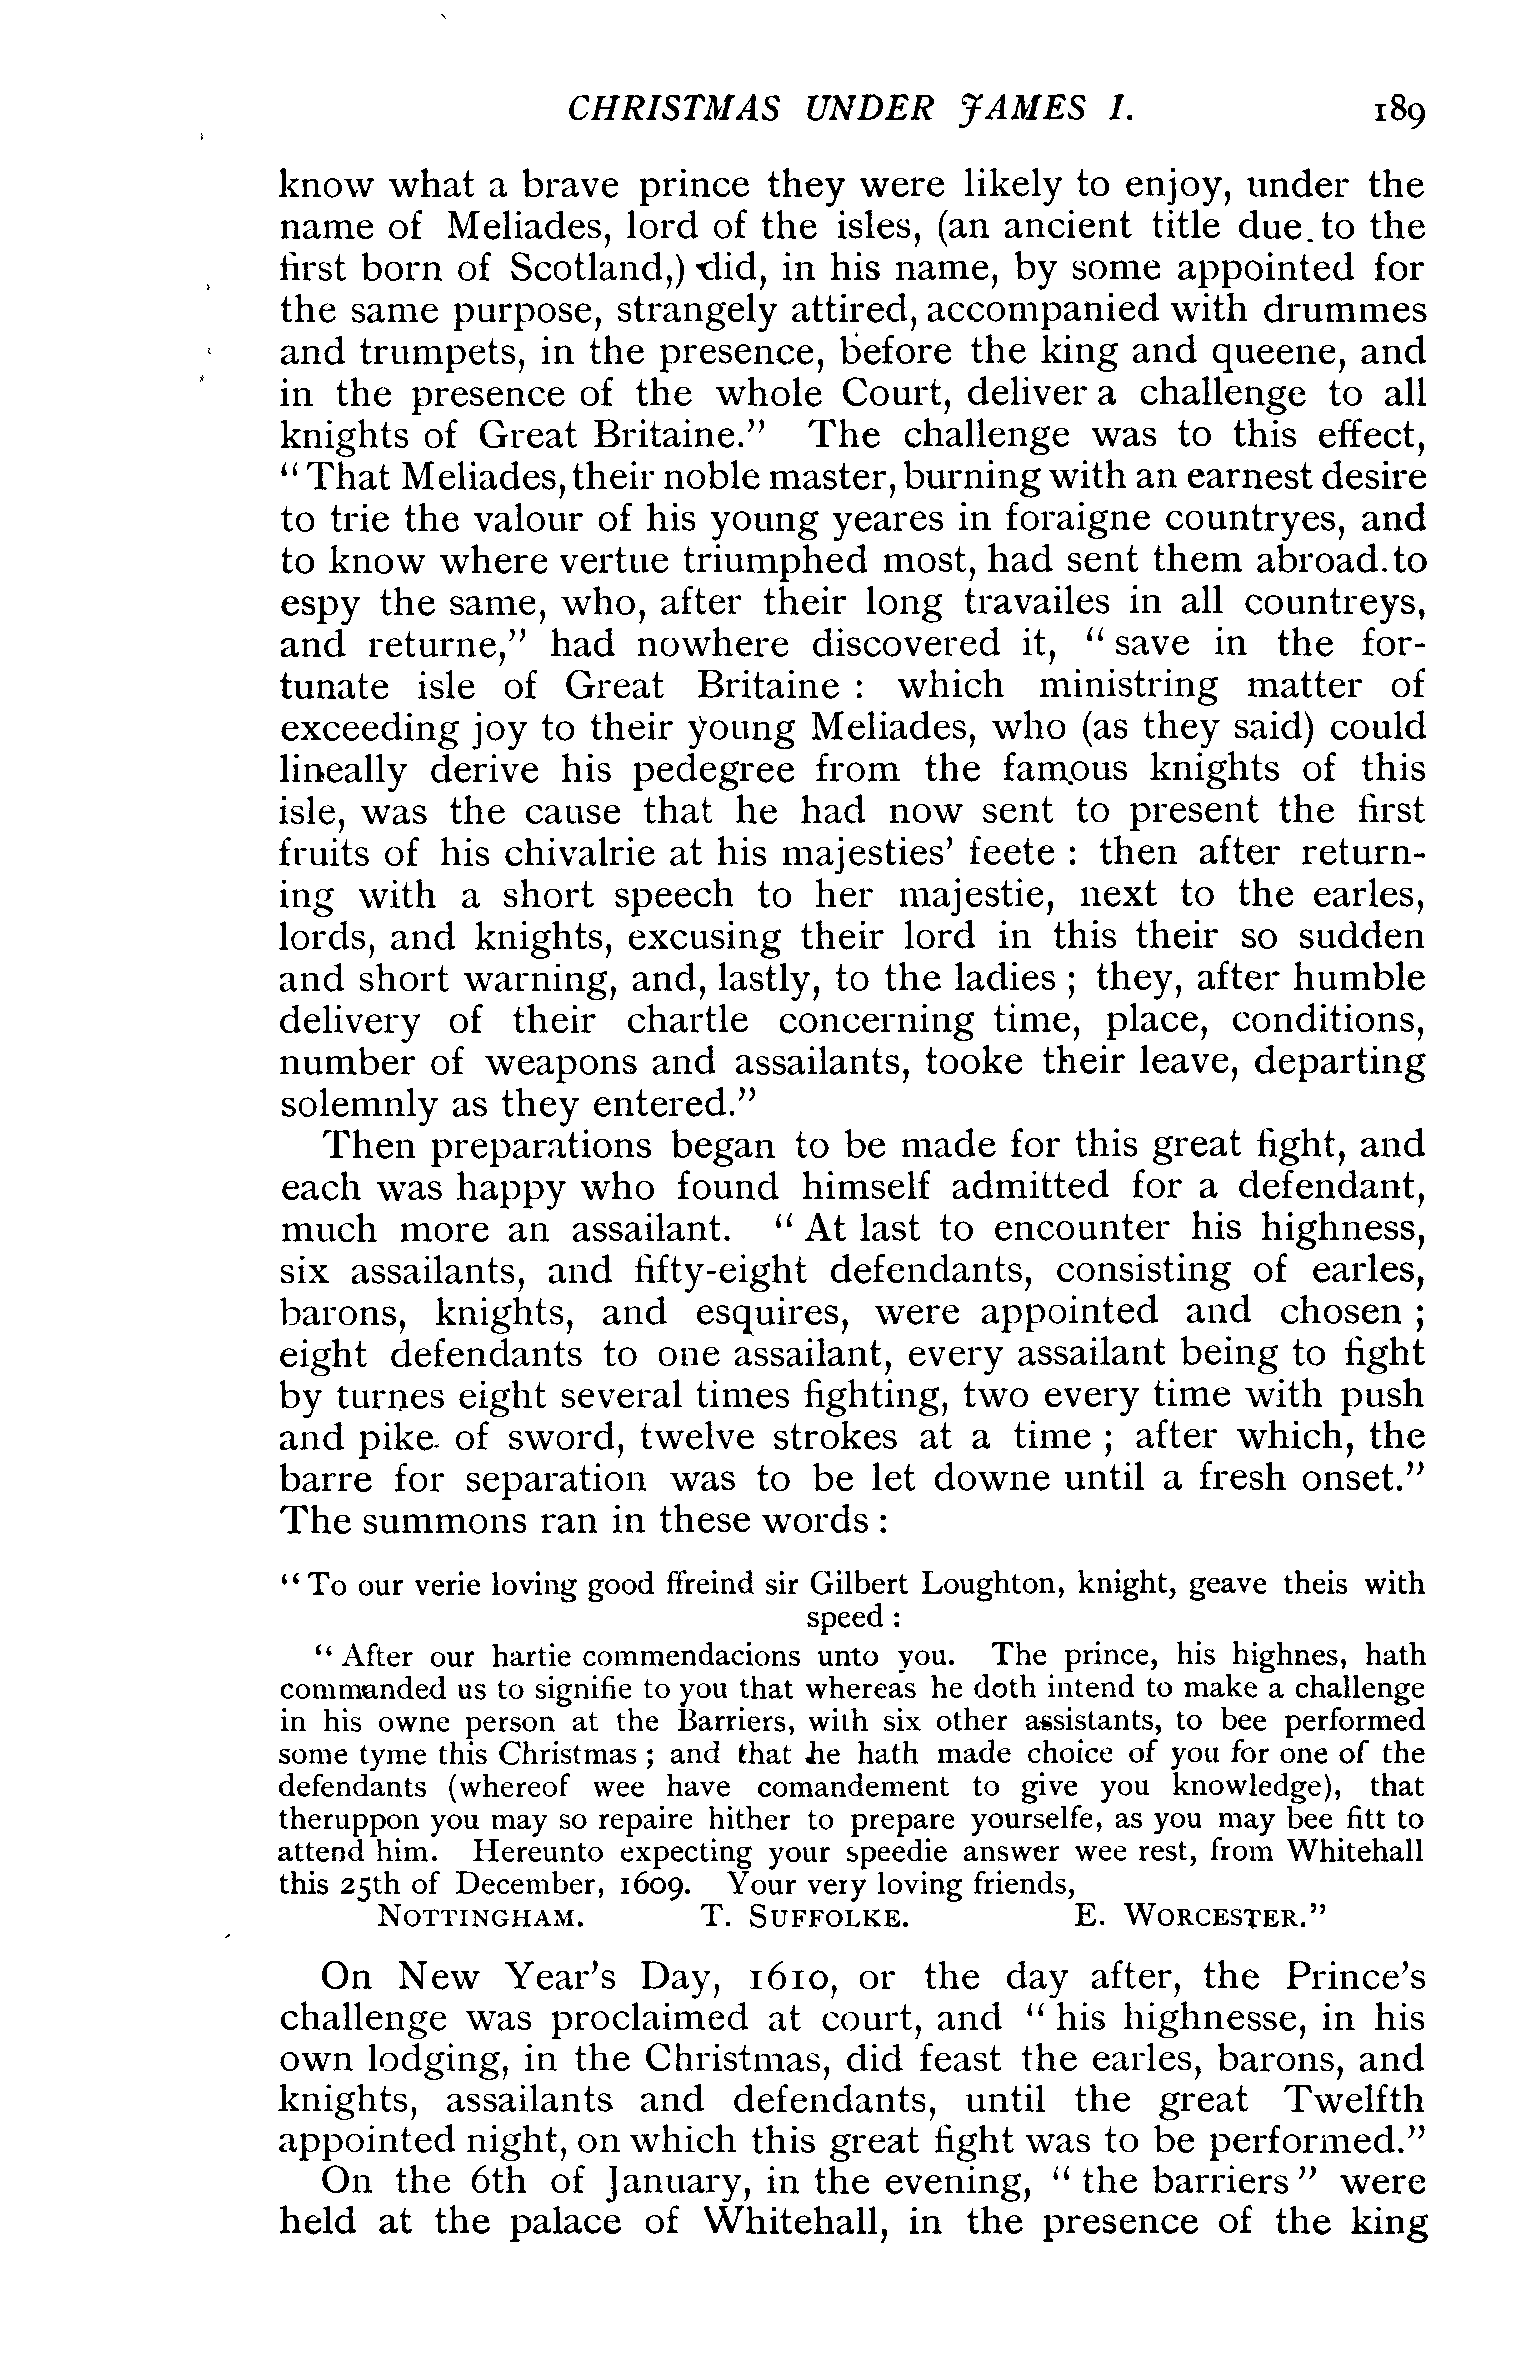 CHRISTMAS UNDER JAMES I. 189
know what a brave prince they were likely to enjoy, under the
name of Meliades, lord of the isles, (an ancient title due to the
first born of Scotland,) did, in his name, by some appointed for
the same purpose, strangely attired, accompanied with drummes
and trumpets, in the presence, before the king and queene, and
in the presence of the whole Court, deliver a challenge to all
knights of Great Britaine." The challenge was to this effect,
"That Meliades, their noble master, burning with an earnest desire
to trie the valour of his young yeares in foraigne countryes, and
to know where vertue triumphed most, had sent them abroad to
espy the same, who, after their long travailes in all countreys,
and returne," had nowhere discovered it, "save in the for-
tunate isle of Great Britaine : which ministring matter of
exceeding joy to their young Meliades, who (as they said) could
lineally derive his pedegree from the famous knights of this
isle, was the cause that he had now sent to present the first
fruits of his chivalrie at his majesties' feete : then after return-
ing with a short speech to her majestie, next to the earles,
lords, and knights, excusing their lord in this their so sudden
and short warning, and, lastly, to the ladies ; they, after humble
delivery of their chartle concerning time, place, conditions,
number of weapons and assailants, tooke their leave, departing
solemnly as they entered."
Then preparations began to be made for this great fight, and
each was happy who found himself admitted for a defendant,
much more an assailant. "At last to encounter his highness,
six assailants, and fifty-eight defendants, consisting of earles,
barons, knights, and esquires, were appointed and chosen ;
eight defendants to one assailant, every assailant being to fight
by turnes eight several times fighting, two every time with push
and pike of sword, twelve strokes at a time ; after which, the
barre for separation was to be let downe until a fresh onset."
The summons ran in these words :
"To our verie loving good ffreind sir Gilbert Loughton, knight, geave theis with
speed :
"After our hartie commendacions unto you. The prince, his highnes, hath
commanded us to signifie to you that whereas he doth intend to make a challenge
in his owne person at the Barriers, with six other assistants, to bee performed
some tyme this Christmas ; and that he hath made choice of you for one of the
defendants (whereof wee have comandement to give you knowledge), that
theruppon you may so repaire hither to prepare yourselfe, as you may bee fitt to
attend him. Hereunto expecting your speedie answer wee rest, from Whitehall
this 25th of December, 1609. Your very loving friends,
NOTTINGHAM. T. SUFFOLKE. E. WORCESTER."
On New Year's Day, 1610, or the day after, the Prince's
challenge was proclaimed at court, and "his highnesse, in his
own lodging, in the Christmas, did feast the earles, barons, and
knights, assailants and defendants, until the great Twelfth
appointed night, on which this great fight was to be performed."
On the 6th of January, in the evening, "the barriers" were
held at the palace of Whitehall, in the presence of the king